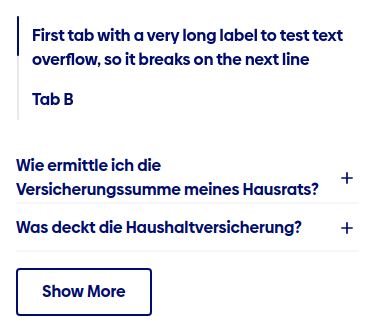 First tab with a very long label to test text
overflow, so it breaks on the next line
Tab B
Wie ermittle ich die
Versicherungssumme meines Hausrats?
Was deckt die Haushaltversicherung?
Show More